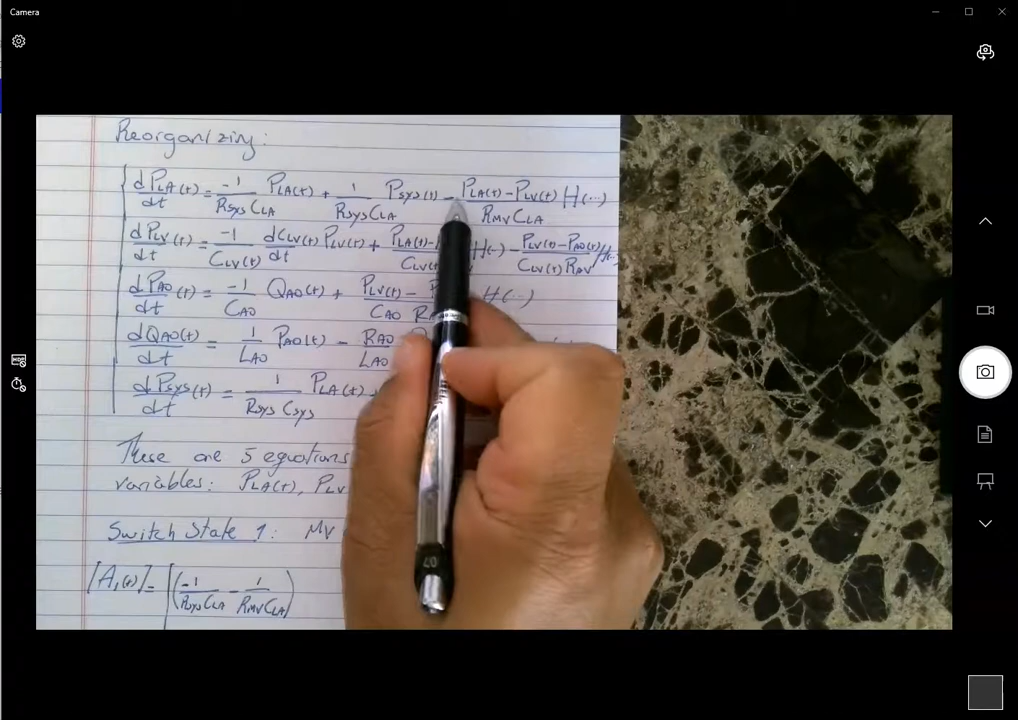 Camera
Reorganizing:
dPLA(t)/dt = -1/(RSYS CLA) PLA(t) + 1/(RSYS CLA) PSYS(t) - (PLA(t) - PLV(t))/(RMV CLA) H(...)
dPLV(t)/dt = -1/CLV(t) dCLV(t)/dt PLV(t) + PLA(t)- CLV(t) H(..) - (PLV(t) - PAO(t))/(CLV(t) RAV) H(..
dPAO(t)/dt = -1/CAO QAO(t) + PLV(t) - CAO R H(...)
dQAO(t)/dt = 1/LAO PAO(t) - RAO/LAO
dPsys(t)/dt = 1/(RSYS CSYS) PLA(t)
These are 5 equations
variables: PLA(t), PLV
Switch State 1: MV
[A1(t)] = [(-1/(RSYS CLA) - 1/(RMV CLA))